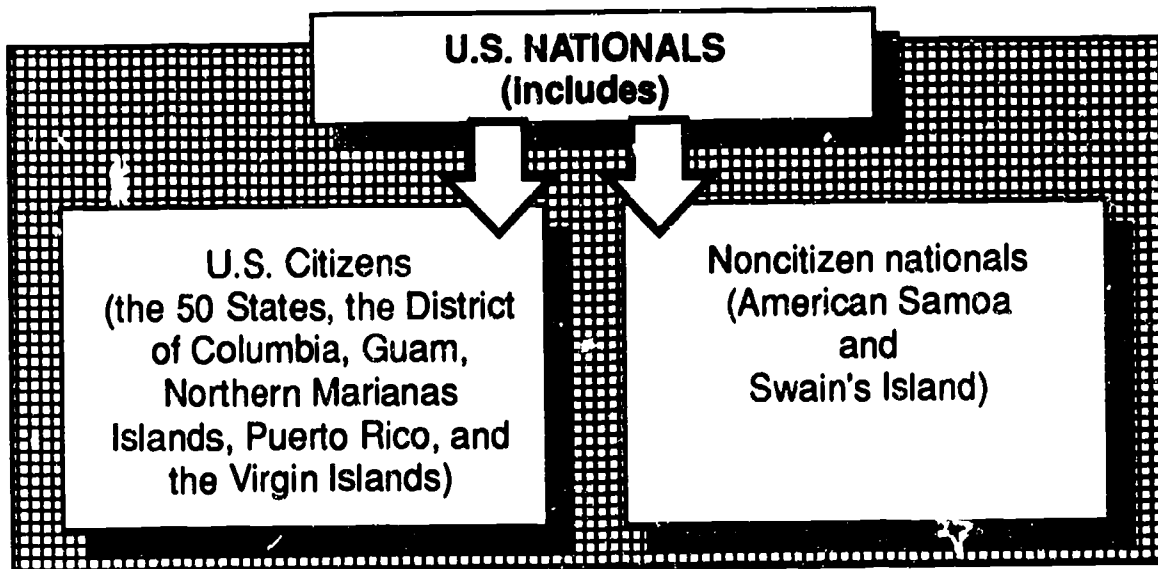 U.S. NATIONALS
(includes)
U.S. Citizens
(the 50 States, the District
of Columbia, Guam,
Northern Marianas
Islands, Puerto Rico, and
the Virgin Islands)
Noncitizen nationals
(American Samoa
and
Swain's Island)